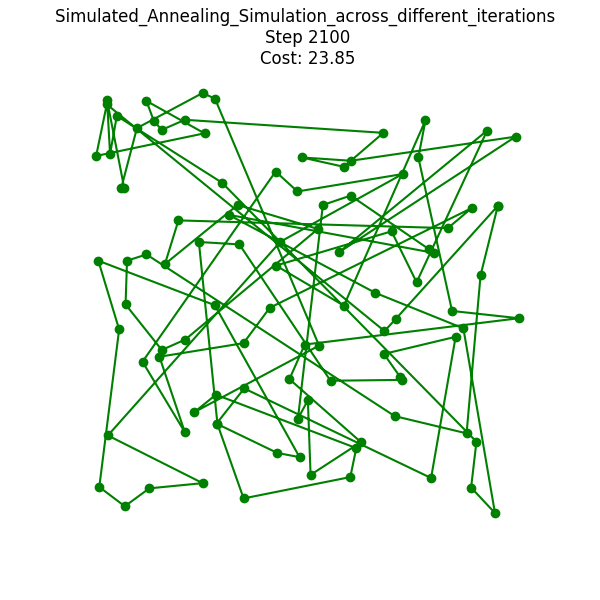 Simulated_Annealing_Simulation_across_different_iterations
Step 2100
Cost: 23.85